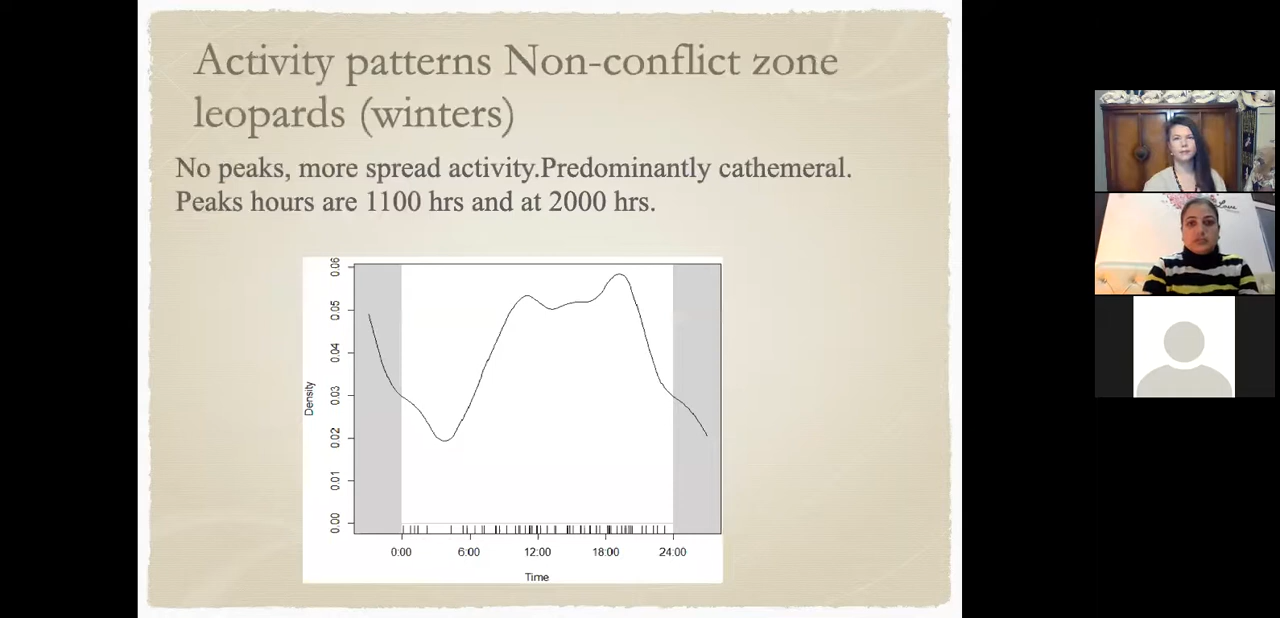 Activity patterns Non-conflict zone
leopards (winters)
No peaks, more spread activity.Predominantly cathemeral.
Peaks hours are 1100 hrs and at 2000 hrs.
0.06
0.05
0.04
0.03
0.02
0.01
0.00
Density
0:00 6:00 12:00 18:00 24:00
Time
Love